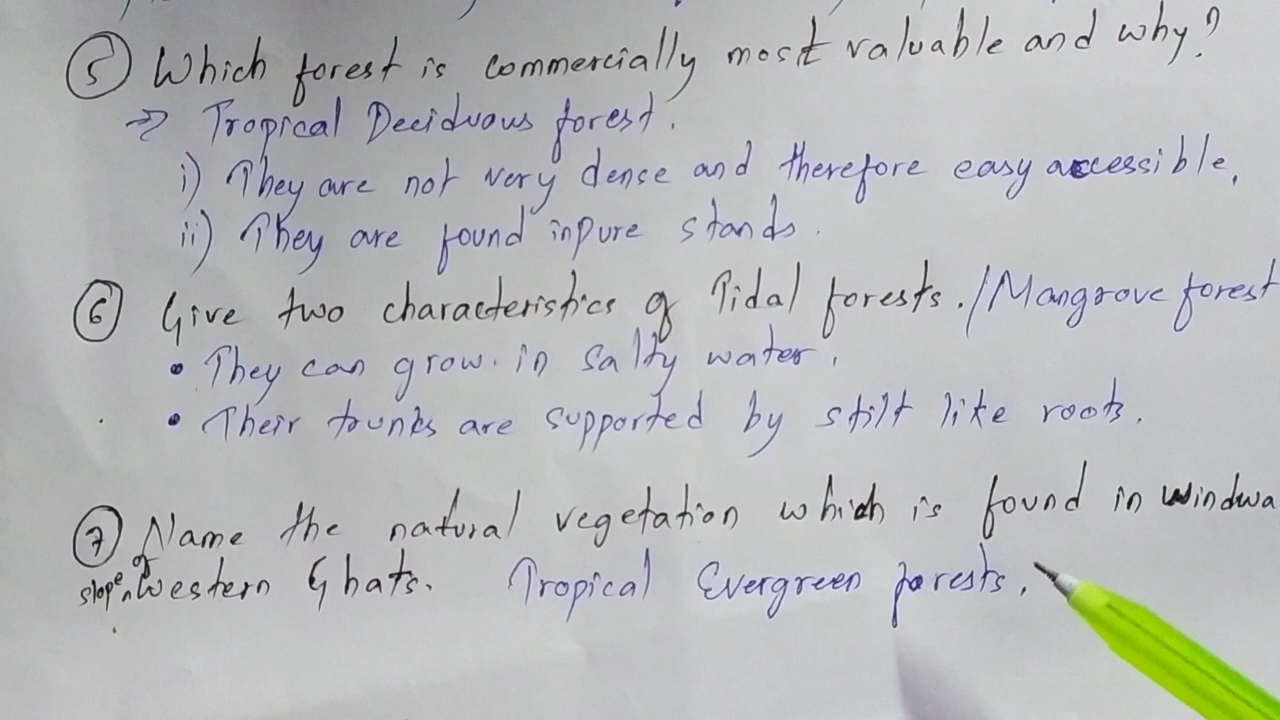 5 Which forest is commercially most valuable and why?
⇒ Tropical Deciduous forest.
i) They are not very dense and therefore easy accessible.
ii) They are found in pure stands.
6 Give two characteristics of Tidal forests. / Mangrove forest
• They can grow in salty water.
• Their trunks are supported by stilt like roots.
7 Name the natural vegetation which is found in windwa
slope of Western Ghats. Tropical Evergreen forests.